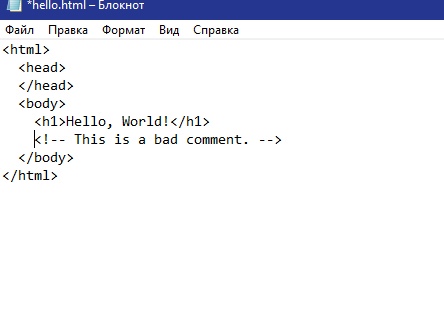 *hello.html – Блокнот
Файл Правка Формат Вид Справка
<html>
  <head>
  </head>
  <body>
    <h1>Hello, World!</h1>
    <!-- This is a bad comment. -->
  </body>
</html>